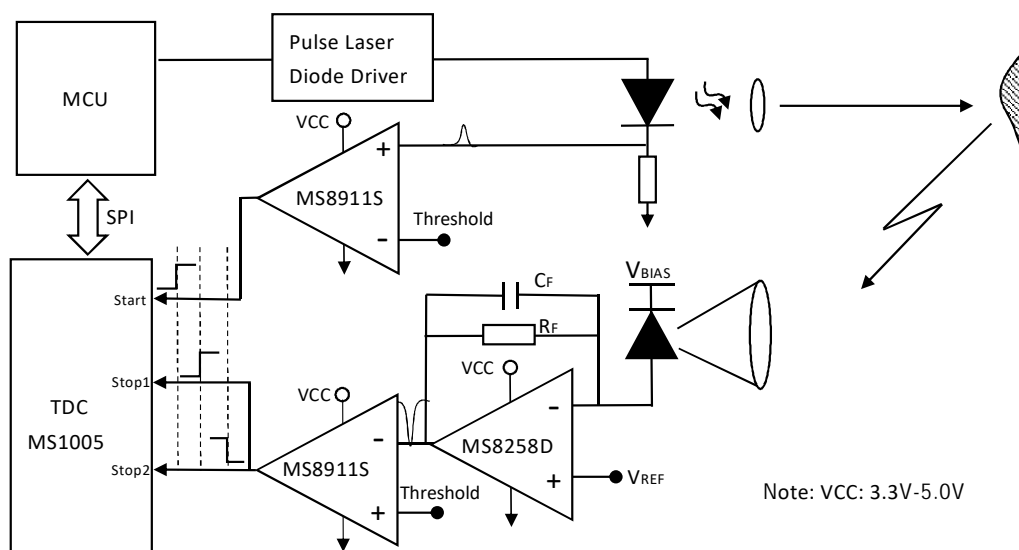 Pulse Laser
Diode Driver
MCU
VCC
+
MS8911S
Threshold
-
SPI
Start
VBIAS
CF
RF
VCC
Stop1
VCC
-
TDC
MS1005
-
MS8258D
Stop2
MS8911S
+
VREF
Threshold
+
Note: VCC: 3.3V-5.0V